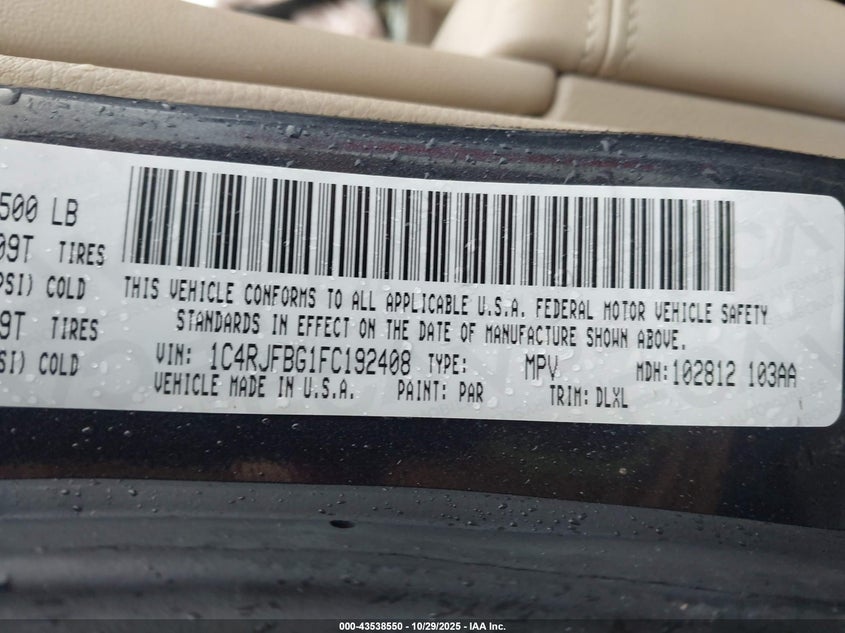 500 LB
09T TIRES
PSI) COLD
9T TIRES
SI) COLD
THIS VEHICLE CONFORMS TO ALL APPLICABLE U.S.A. FEDERAL MOTOR VEHICLE SAFETY
STANDARDS IN EFFECT ON THE DATE OF MANUFACTURE SHOWN ABOVE.
VIN: 1C4RJFBG1FC192408 TYPE: MPV MDH:102812 103AA
VEHICLE MADE IN U.S.A. PAINT: PAR TRIM: DLXL
000-43538550 - 10/29/2025 - IAA Inc.